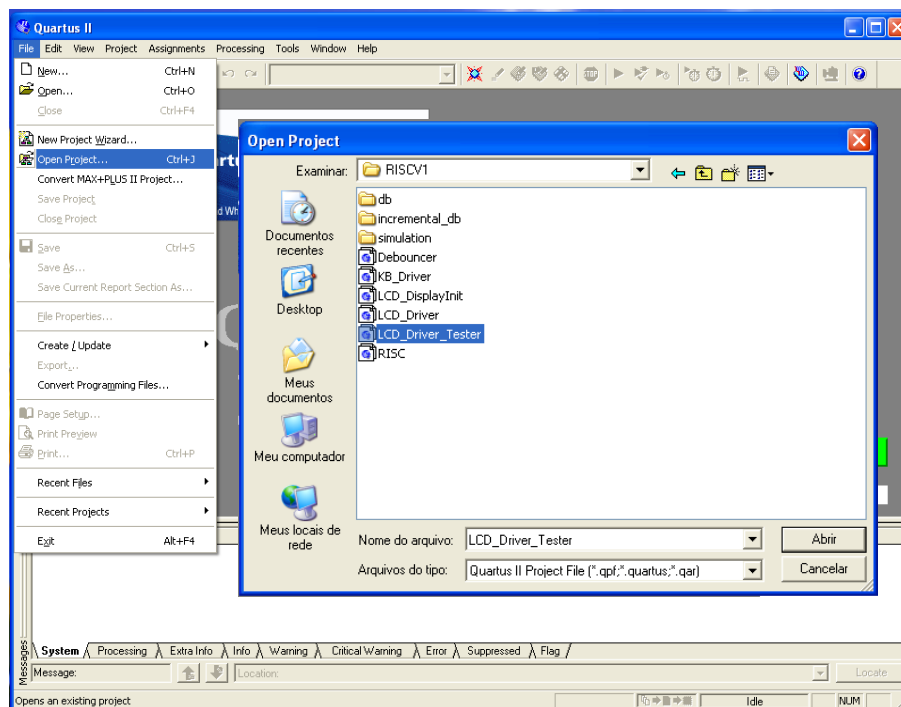 Quartus II
File Edit View Project Assignments Processing Tools Window Help
New... Ctrl+N
Open... Ctrl+O
Close Ctrl+F4
New Project Wizard...
Open Project... Ctrl+J
Convert MAX+PLUS II Project...
Save Project
Close Project
Save Ctrl+S
Save As...
Save Current Report Section As...
File Properties...
Create / Update
Export...
Convert Programming Files...
Page Setup...
Print Preview
Print... Ctrl+P
Recent Files
Recent Projects
Exit Alt+F4
Open Project
Examinar: RISCV1
Documentos
recentes
Desktop
Meus
documentos
Meu computador
Meus locais de
rede
db
incremental_db
simulation
Debouncer
KB_Driver
LCD_DisplayInit
LCD_Driver
LCD_Driver_Tester
RISC
Nome do arquivo: LCD_Driver_Tester Abrir
Arquivos do tipo: Quartus II Project File (*.qpf;*.quartus;*.qar) Cancelar
Messages
System Processing Extra Info Info Warning Critical Warning Error Suppressed Flag
Message: Location: Locate
Opens an existing project Idle NUM